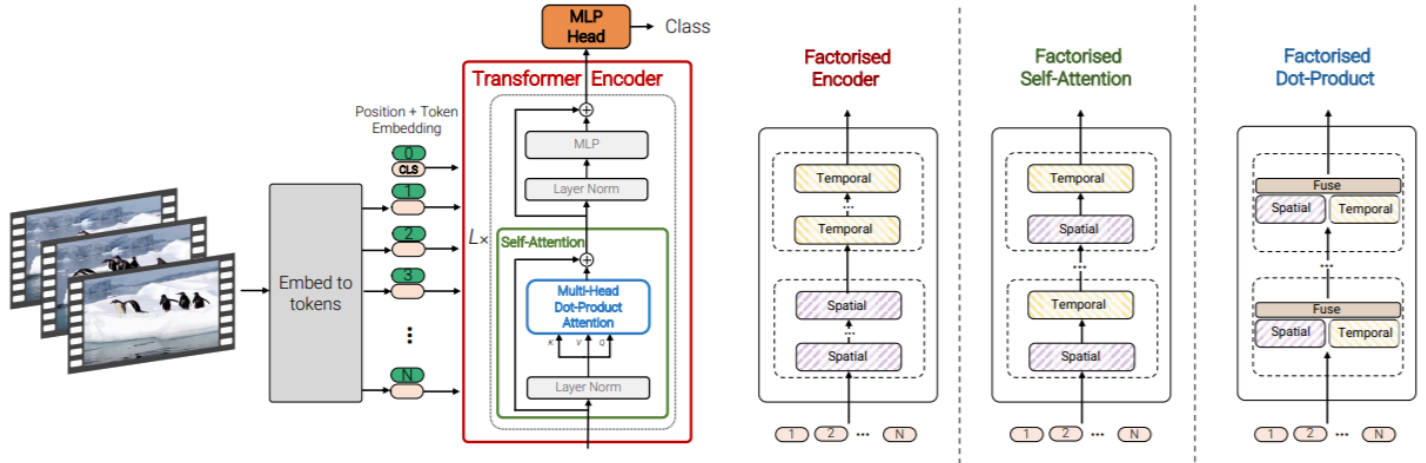 MLP
Head
Class
Transformer Encoder
Position + Token
Embedding
0
CLS
1
2
3
⋮
N
Embed to
tokens
L×
MLP
Layer Norm
Self-Attention
Multi-Head
Dot-Product
Attention
K V Q
Layer Norm
Factorised
Encoder
Temporal
...
Temporal
Spatial
...
Spatial
1 2 ... N
Factorised
Self-Attention
Temporal
Spatial
...
Temporal
Spatial
1 2 ... N
Factorised
Dot-Product
Fuse
Spatial Temporal
...
Fuse
Spatial Temporal
1 2 ... N